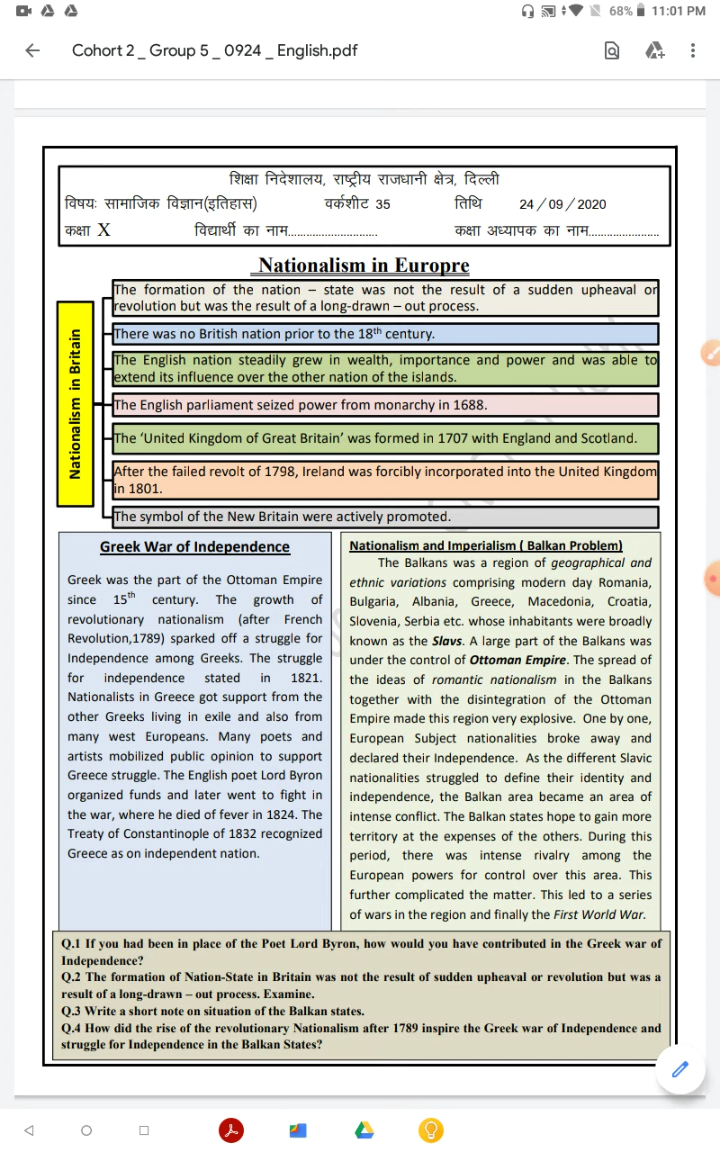 68% 11:01 PM
Cohort 2 _ Group 5 _ 0924 _ English.pdf
शिक्षा निदेशालय, राष्ट्रीय राजधानी क्षेत्र, दिल्ली
विषयः सामाजिक विज्ञान(इतिहास) वर्कशीट 35 तिथि 24/09/2020
कक्षा X विद्यार्थी का नाम.............................. कक्षा अध्यापक का नाम........................
Nationalism in Europre
Nationalism in Britain
The formation of the nation – state was not the result of a sudden upheaval or
revolution but was the result of a long-drawn – out process.
There was no British nation prior to the 18th century.
The English nation steadily grew in wealth, importance and power and was able to
extend its influence over the other nation of the islands.
The English parliament seized power from monarchy in 1688.
The ‘United Kingdom of Great Britain’ was formed in 1707 with England and Scotland.
After the failed revolt of 1798, Ireland was forcibly incorporated into the United Kingdom
in 1801.
The symbol of the New Britain were actively promoted.
Greek War of Independence
Greek was the part of the Ottoman Empire
since 15th century. The growth of
revolutionary nationalism (after French
Revolution,1789) sparked off a struggle for
Independence among Greeks. The struggle
for independence stated in 1821.
Nationalists in Greece got support from the
other Greeks living in exile and also from
many west Europeans. Many poets and
artists mobilized public opinion to support
Greece struggle. The English poet Lord Byron
organized funds and later went to fight in
the war, where he died of fever in 1824. The
Treaty of Constantinople of 1832 recognized
Greece as on independent nation.
Nationalism and Imperialism ( Balkan Problem)
The Balkans was a region of geographical and
ethnic variations comprising modern day Romania,
Bulgaria, Albania, Greece, Macedonia, Croatia,
Slovenia, Serbia etc. whose inhabitants were broadly
known as the Slavs. A large part of the Balkans was
under the control of Ottoman Empire. The spread of
the ideas of romantic nationalism in the Balkans
together with the disintegration of the Ottoman
Empire made this region very explosive. One by one,
European Subject nationalities broke away and
declared their Independence. As the different Slavic
nationalities struggled to define their identity and
independence, the Balkan area became an area of
intense conflict. The Balkan states hope to gain more
territory at the expenses of the others. During this
period, there was intense rivalry among the
European powers for control over this area. This
further complicated the matter. This led to a series
of wars in the region and finally the First World War.
Q.1 If you had been in place of the Poet Lord Byron, how would you have contributed in the Greek war of
Independence?
Q.2 The formation of Nation-State in Britain was not the result of sudden upheaval or revolution but was a
result of a long-drawn – out process. Examine.
Q.3 Write a short note on situation of the Balkan states.
Q.4 How did the rise of the revolutionary Nationalism after 1789 inspire the Greek war of Independence and
struggle for Independence in the Balkan States?